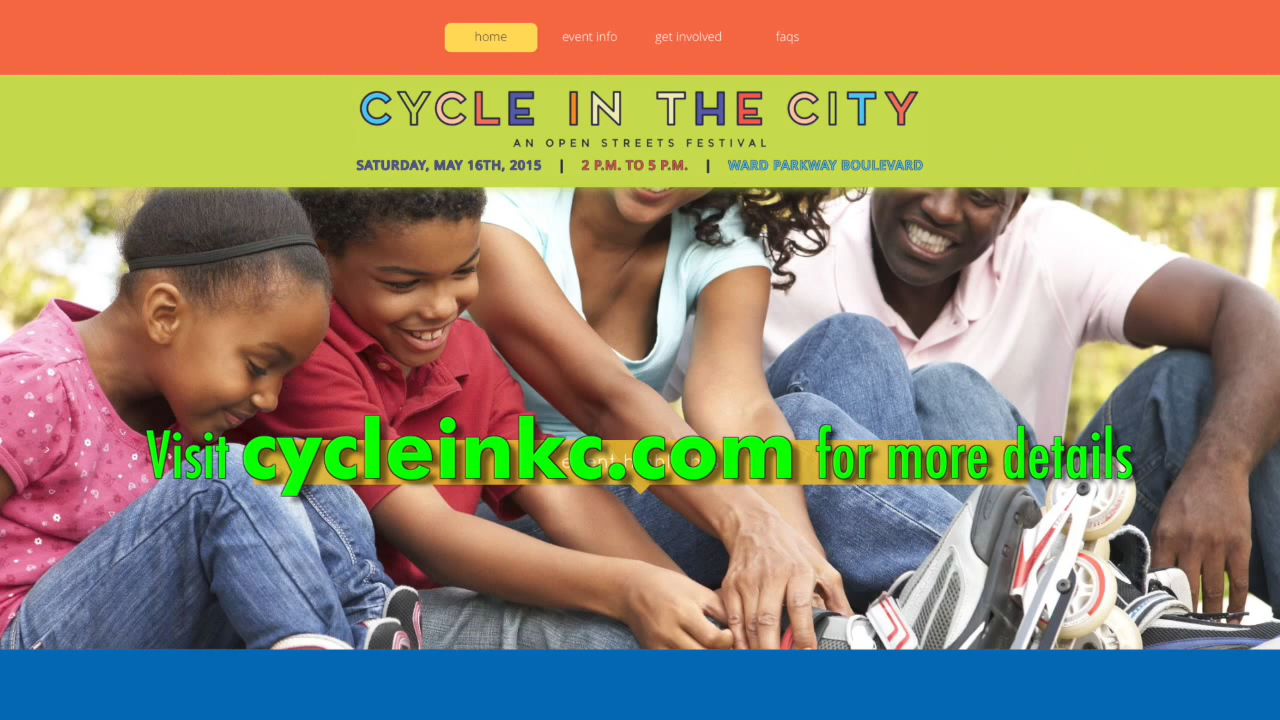 home event info get involved faqs
CYCLE IN THE CITY
AN OPEN STREETS FESTIVAL
SATURDAY, MAY 16TH, 2015 | 2 P.M. TO 5 P.M. | WARD PARKWAY BOULEVARD
Visit cycleinkc.com for more details